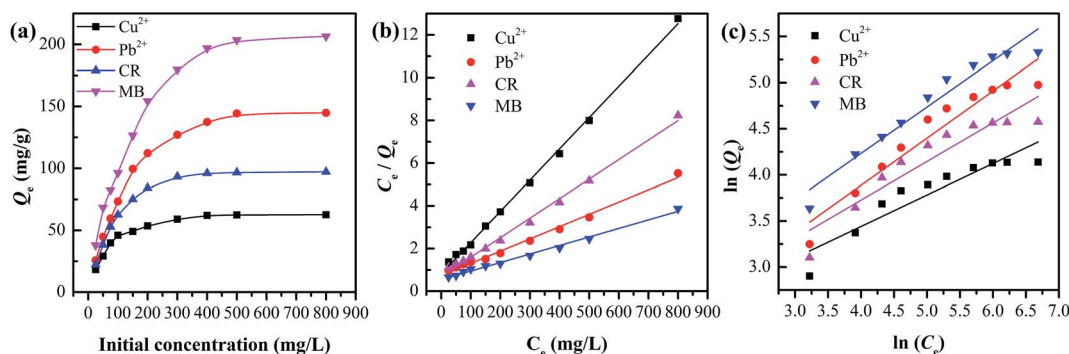 (a)
Cu²⁺
Pb²⁺
CR
MB
200
150
100
50
0
Qₑ (mg/g)
0 100 200 300 400 500 600 700 800 900
Initial concentration (mg/L)
(b)
Cu²⁺
Pb²⁺
CR
MB
14
12
10
8
6
4
2
0
Cₑ / Qₑ
0 100 200 300 400 500 600 700 800 900
Cₑ (mg/L)
(c)
Cu²⁺
Pb²⁺
CR
MB
5.5
5.0
4.5
4.0
3.5
3.0
ln (Qₑ)
3.0 3.5 4.0 4.5 5.0 5.5 6.0 6.5 7.0
ln (Cₑ)